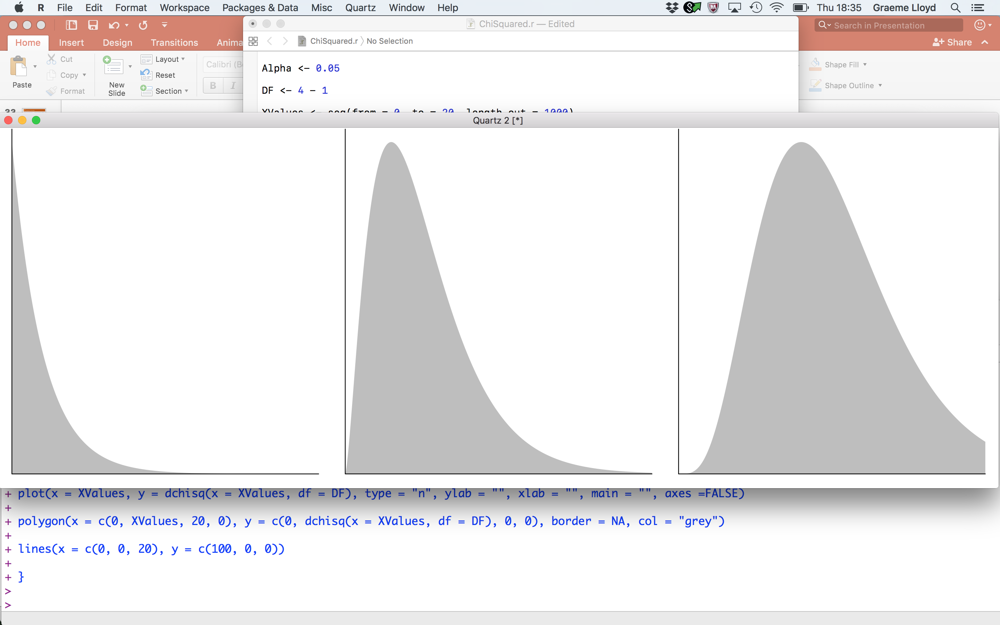 R File Edit Format Workspace Packages & Data Misc Quartz Window Help Thu 18:35 Graeme Lloyd
ChiSquared.r — Edited
Search in Presentation
Home Insert Design Transitions Anima
ChiSquared.r 〉 No Selection
Share
Paste
Cut
Copy
Format
New
Slide
Layout
Reset
Section
Calibri (B
B I
Shape Fill
Shape Outline
Alpha <- 0.05
DF <- 4 - 1
XValues <- seq(from = 0, to = 20, length.out = 1000)
33
Quartz 2 [*]
+ plot(x = XValues, y = dchisq(x = XValues, df = DF), type = "n", ylab = "", xlab = "", main = "", axes =FALSE)
+
+ polygon(x = c(0, XValues, 20, 0), y = c(0, dchisq(x = XValues, df = DF), 0, 0), border = NA, col = "grey")
+
+ lines(x = c(0, 0, 20), y = c(100, 0, 0))
+
+ }
>
>